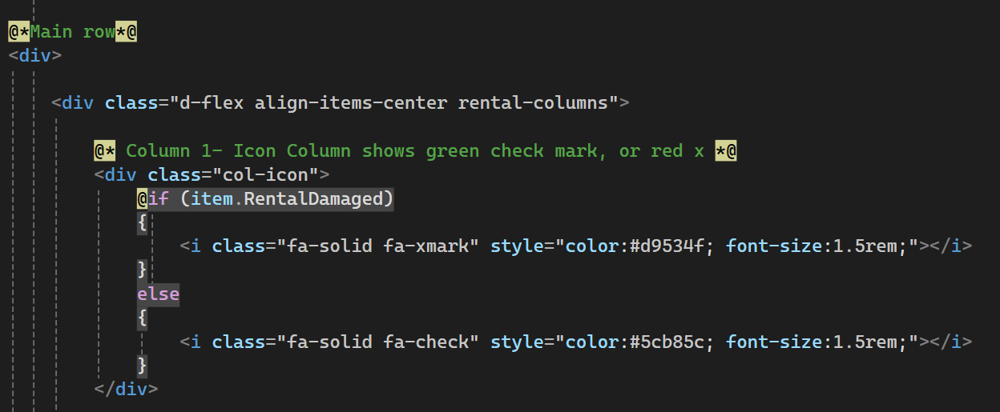 @*Main row*@
<div>
<div class="d-flex align-items-center rental-columns">
@* Column 1- Icon Column shows green check mark, or red x *@
<div class="col-icon">
@if (item.RentalDamaged)
{
<i class="fa-solid fa-xmark" style="color:#d9534f; font-size:1.5rem;"></i>
}
else
{
<i class="fa-solid fa-check" style="color:#5cb85c; font-size:1.5rem;"></i>
}
</div>